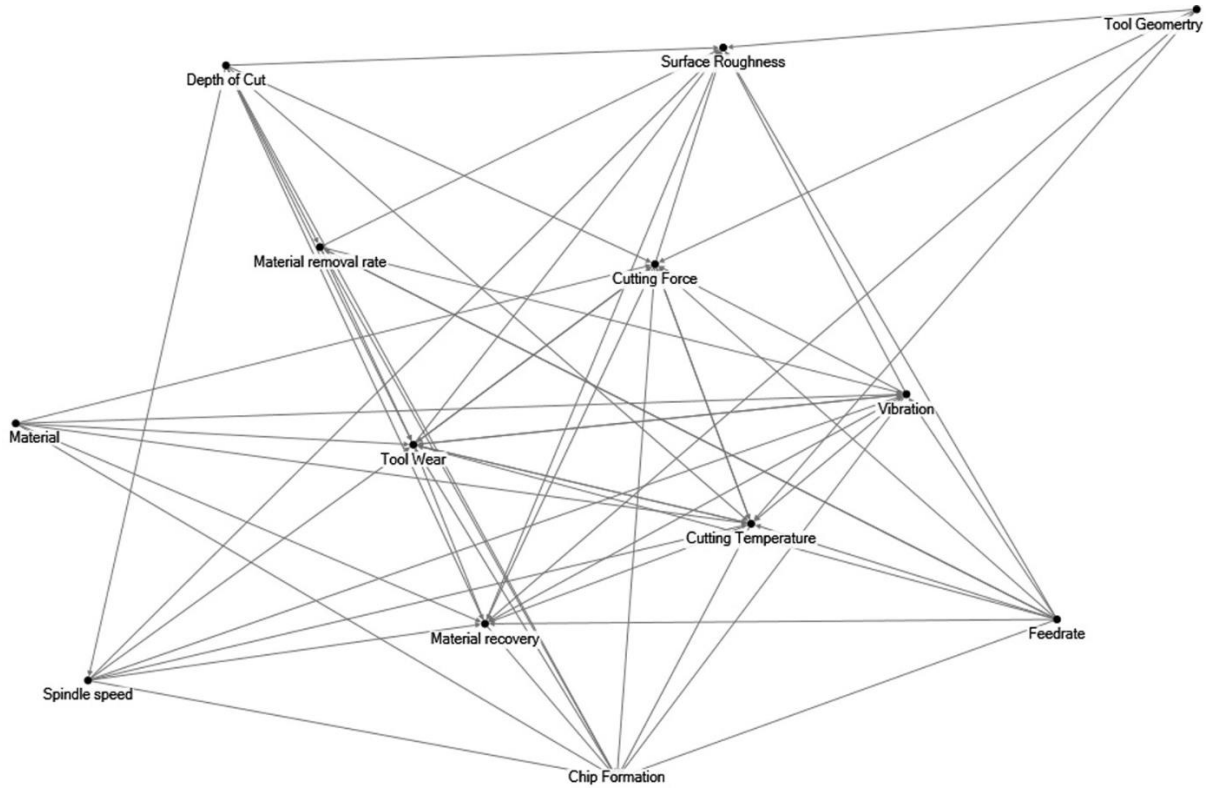 Tool Geomertry
Surface Roughness
Depth of Cut
Material removal rate
Cutting Force
Vibration
Material
Tool Wear
Cutting Temperature
Feedrate
Material recovery
Spindle speed
Chip Formation